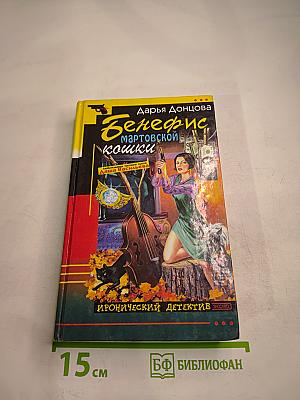 Дарья Донцова
Бенефис
мартовской
кошки
ИРОНИЧЕСКИЙ ДЕТЕКТИВ
15 см
БФ БИБЛИОФАН